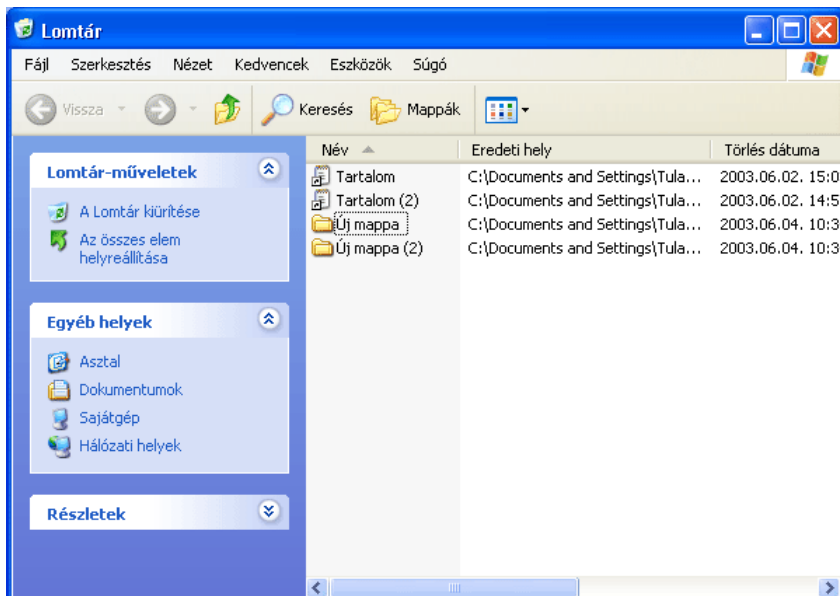 Lomtár
Fájl Szerkesztés Nézet Kedvencek Eszközök Súgó
Vissza Keresés Mappák
Lomtár-műveletek
A Lomtár kiürítése
Az összes elem
helyreállítása
Egyéb helyek
Asztal
Dokumentumok
Sajátgép
Hálózati helyek
Részletek
Név Eredeti hely Törlés dátuma
Tartalom C:\Documents and Settings\Tula... 2003.06.02. 15:0
Tartalom (2) C:\Documents and Settings\Tula... 2003.06.02. 14:5
Új mappa C:\Documents and Settings\Tula... 2003.06.04. 10:3
Új mappa (2) C:\Documents and Settings\Tula... 2003.06.04. 10:3